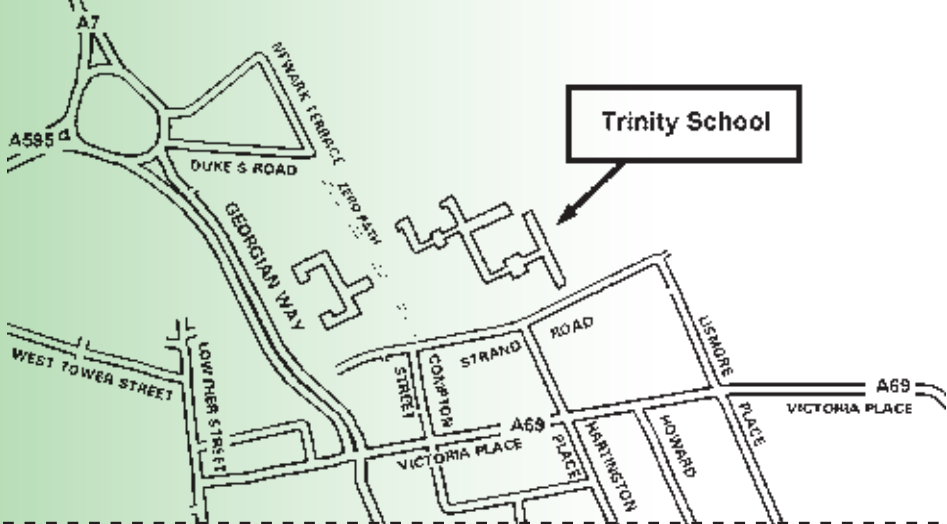 A7
NEWARK TERRACE
Trinity School
A595
DUKE S ROAD
ZERO PATH
GEORGIAN WAY
STRAND ROAD
LISMORE PLACE
WEST TOWER STREET
LOWTHER STREET
COMPTON STREET
A69
VICTORIA PLACE
A69
VICTORIA PLACE
HARTINGTON PLACE
HOWARD